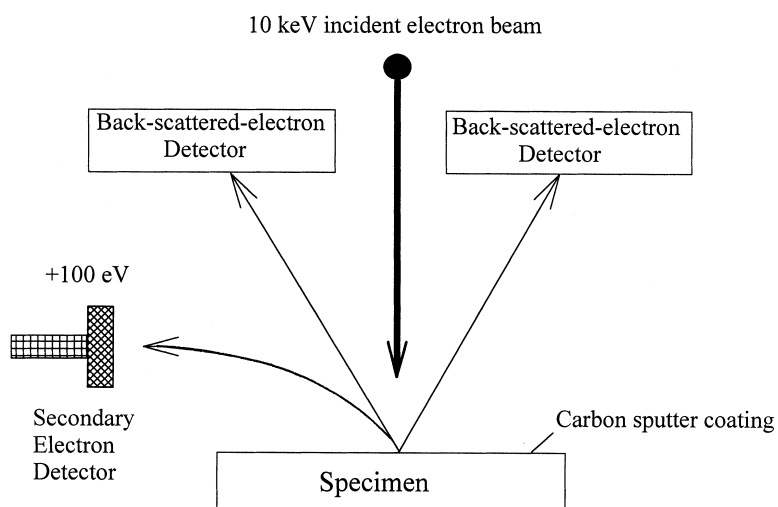 10 keV incident electron beam
Back-scattered-electron
Detector
Back-scattered-electron
Detector
+100 eV
Secondary
Electron
Detector
Carbon sputter coating
Specimen